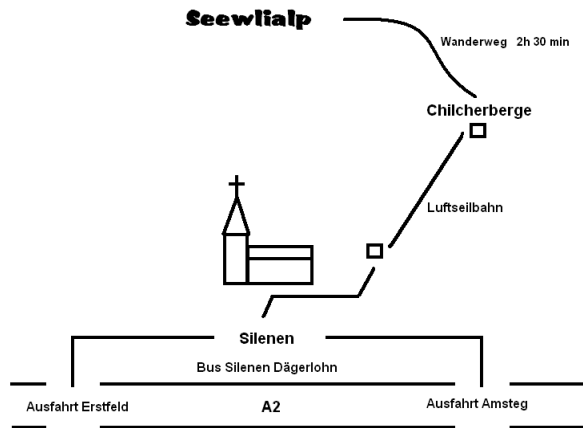 Seewlialp
Wanderweg 2h 30 min
Chilcherberge
Luftseilbahn
Silenen
Bus Silenen Dägerlohn
Ausfahrt Erstfeld
A2
Ausfahrt Amsteg